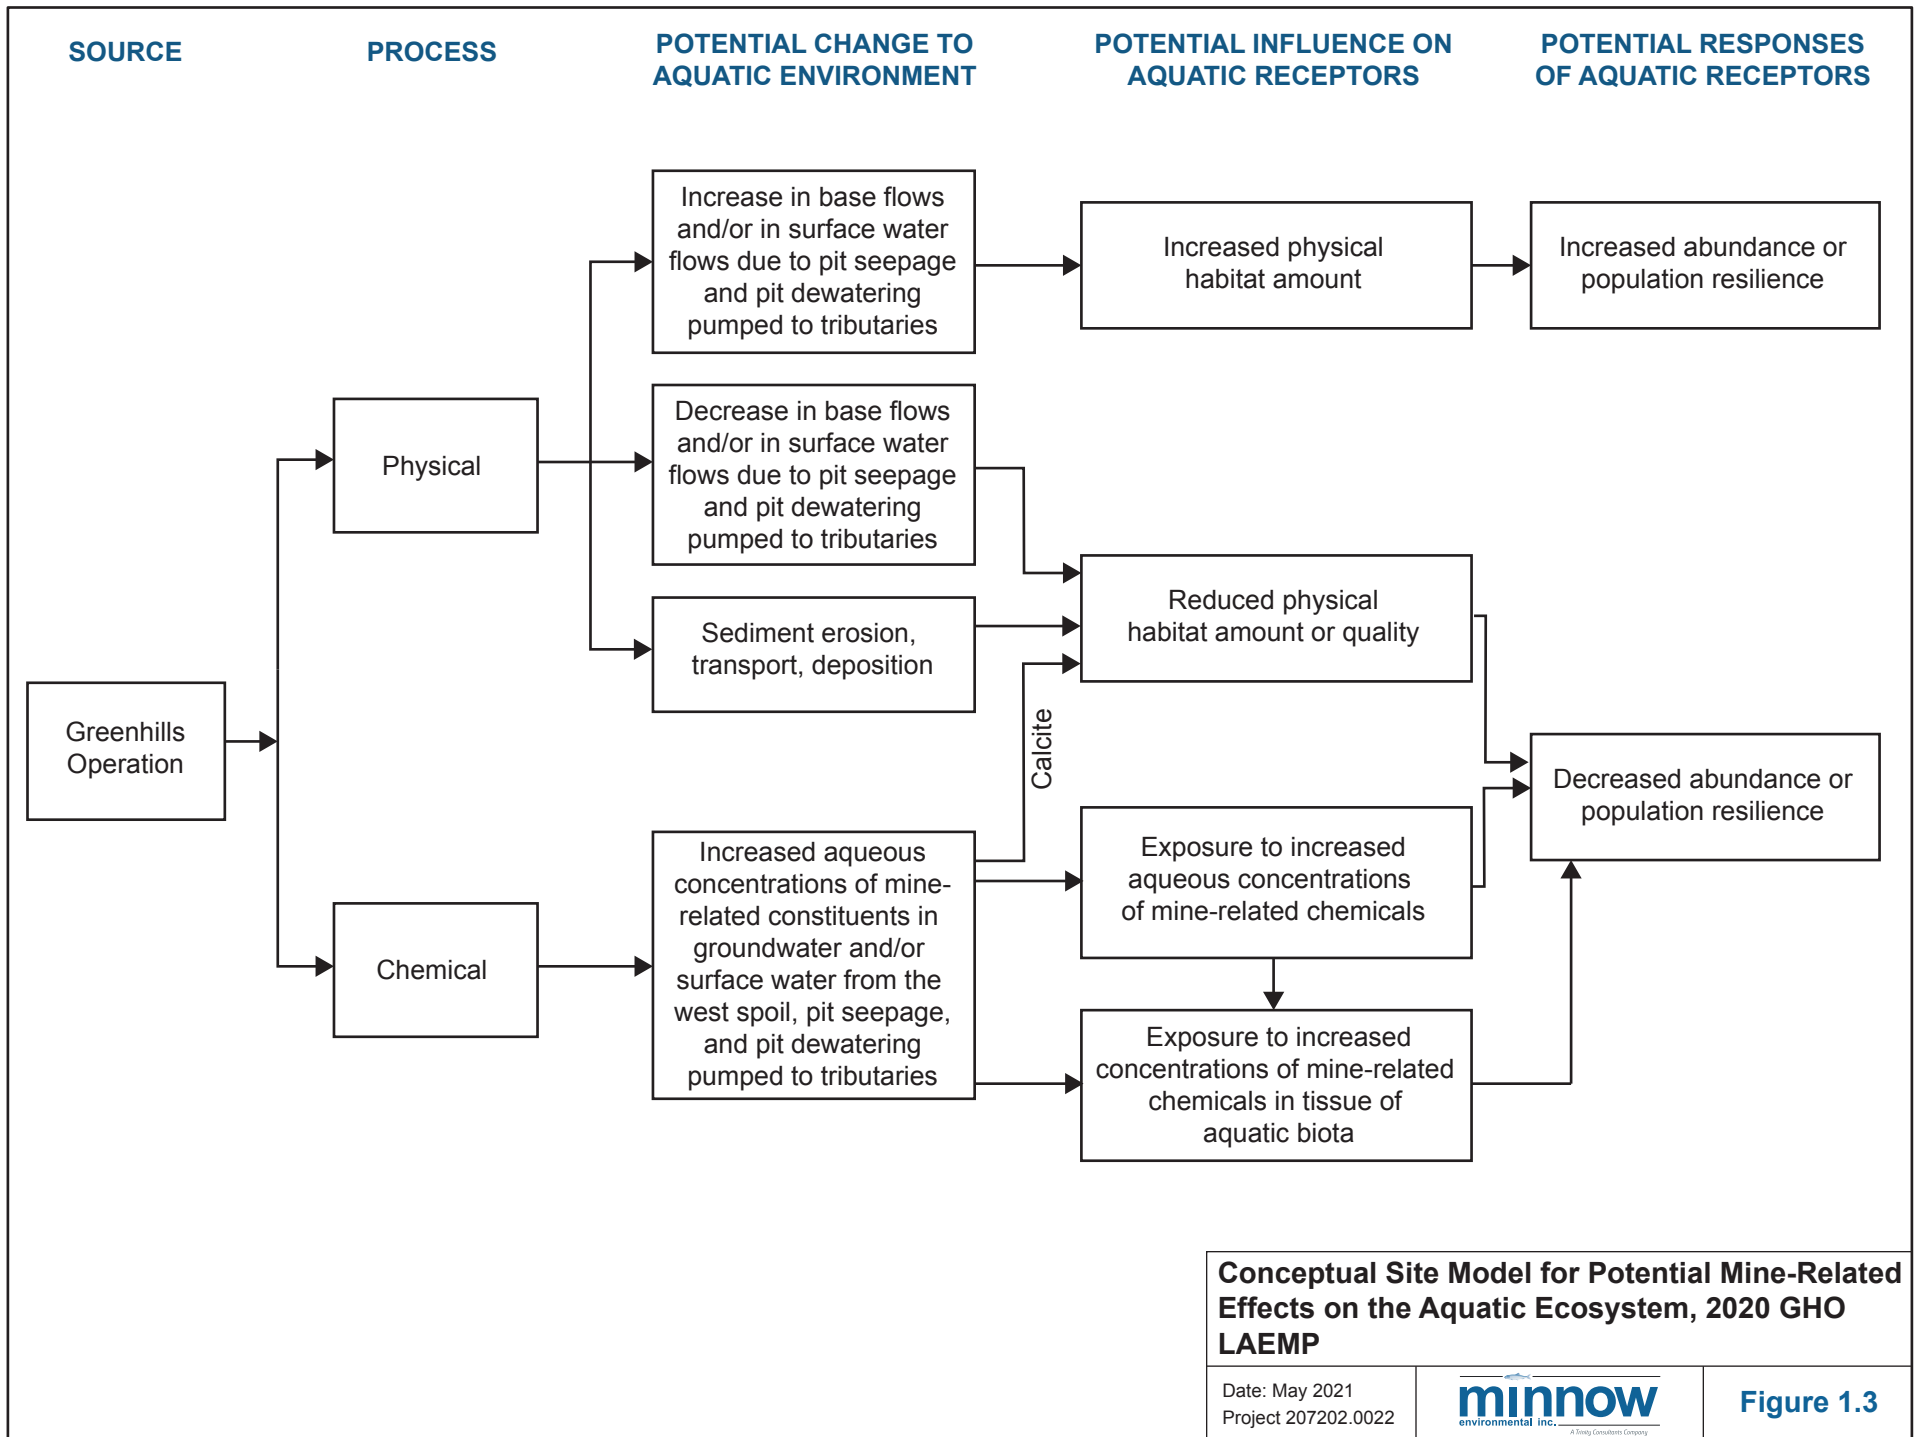 SOURCE
PROCESS
POTENTIAL CHANGE TO
AQUATIC ENVIRONMENT
POTENTIAL INFLUENCE ON
AQUATIC RECEPTORS
POTENTIAL RESPONSES
OF AQUATIC RECEPTORS
Greenhills
Operation
Physical
Chemical
Increase in base flows
and/or in surface water
flows due to pit seepage
and pit dewatering
pumped to tributaries
Decrease in base flows
and/or in surface water
flows due to pit seepage
and pit dewatering
pumped to tributaries
Sediment erosion,
transport, deposition
Increased aqueous
concentrations of mine-
related constituents in
groundwater and/or
surface water from the
west spoil, pit seepage,
and pit dewatering
pumped to tributaries
Calcite
Increased physical
habitat amount
Reduced physical
habitat amount or quality
Exposure to increased
aqueous concentrations
of mine-related chemicals
Exposure to increased
concentrations of mine-related
chemicals in tissue of
aquatic biota
Increased abundance or
population resilience
Decreased abundance or
population resilience
Conceptual Site Model for Potential Mine-Related
Effects on the Aquatic Ecosystem, 2020 GHO
LAEMP
Date: May 2021
Project 207202.0022
minnow
environmental inc.
A Trinity Consultants Company
Figure 1.3